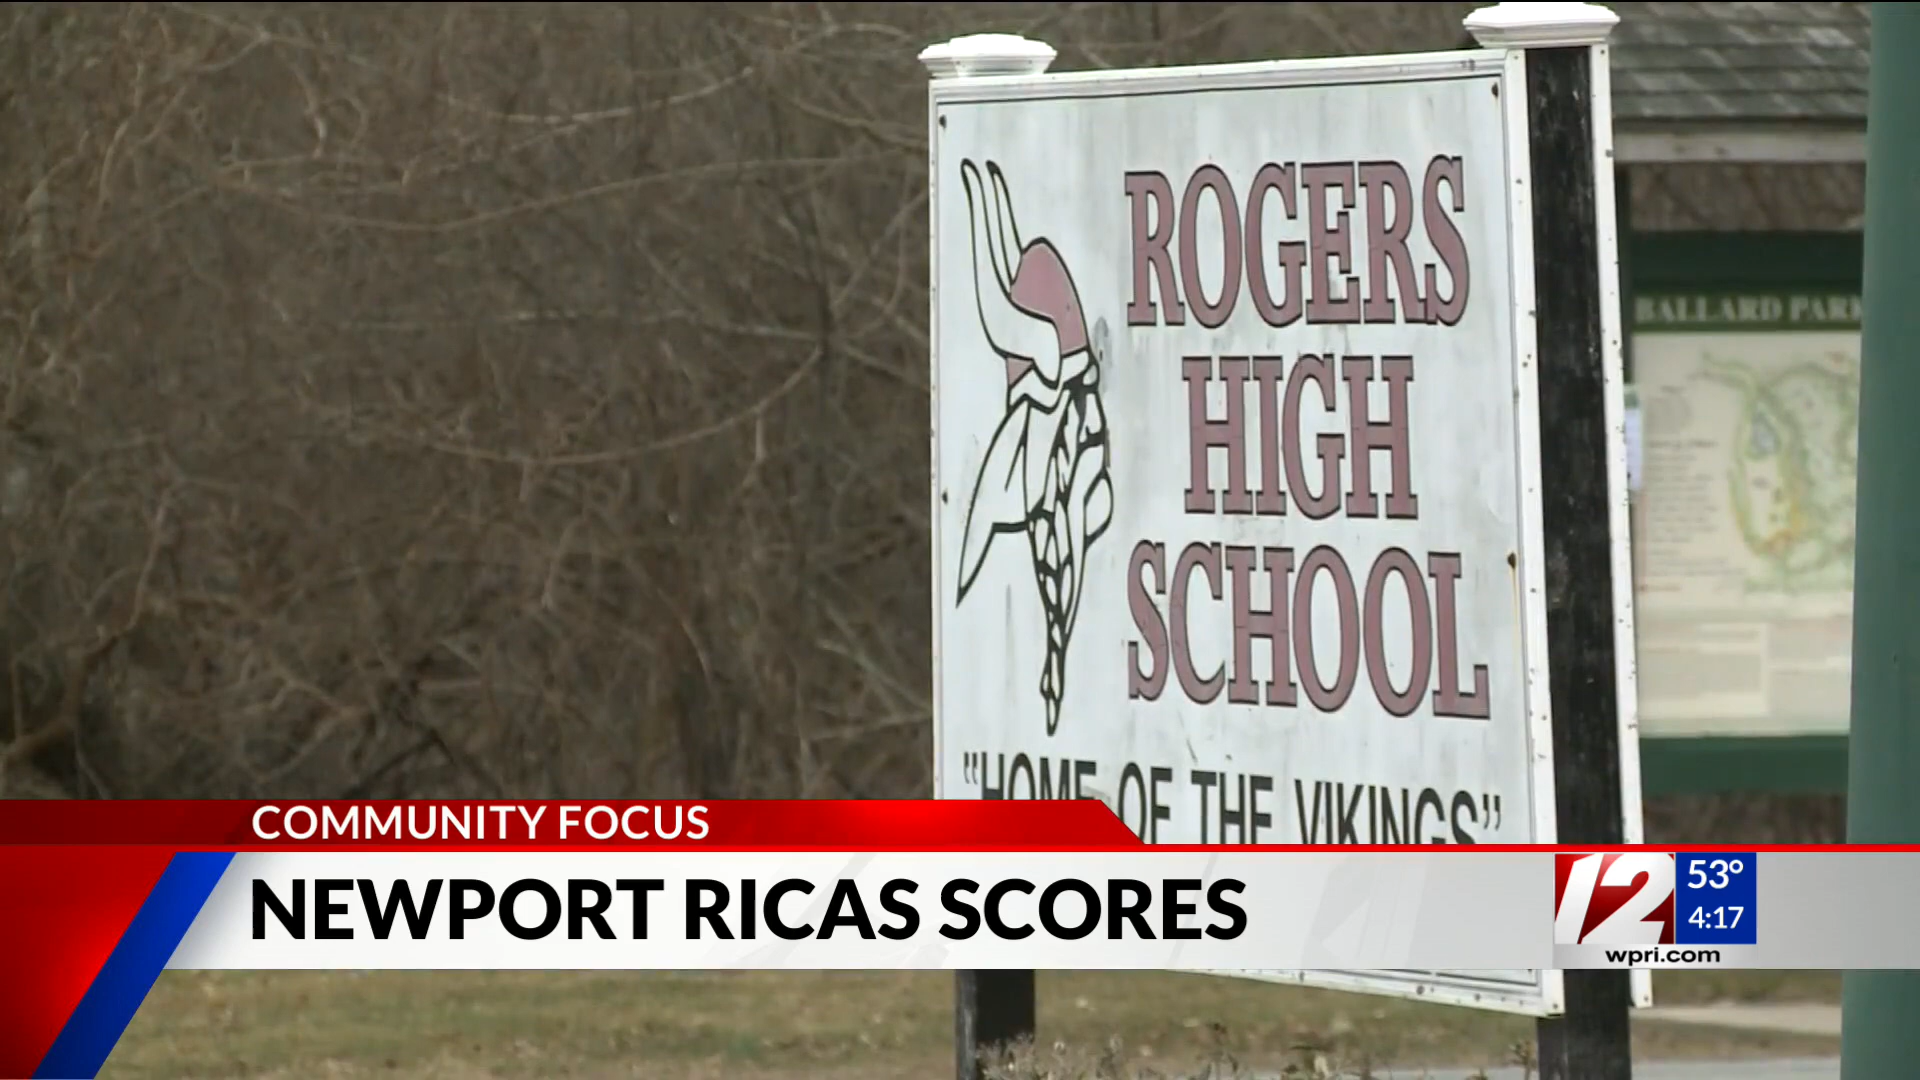 ROGERS
HIGH
SCHOOL
"HOME OF THE VIKINGS"
BALLARD PARK
COMMUNITY FOCUS
NEWPORT RICAS SCORES
12
53°
4:17
wpri.com